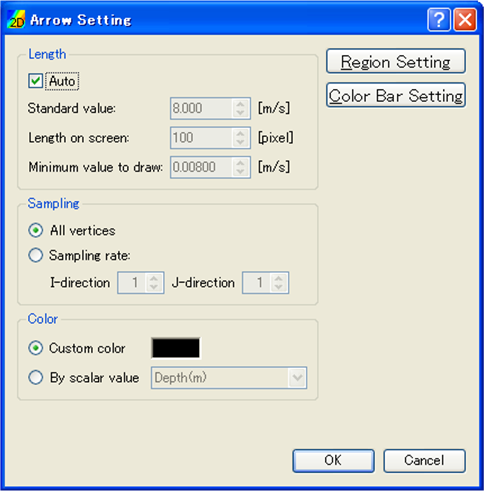 2D Arrow Setting
Length
Auto
Standard value: 8.000 [m/s]
Length on screen: 100 [pixel]
Minimum value to draw: 0.00800 [m/s]
Region Setting
Color Bar Setting
Sampling
All vertices
Sampling rate:
I-direction 1 J-direction 1
Color
Custom color
By scalar value Depth(m)
OK Cancel